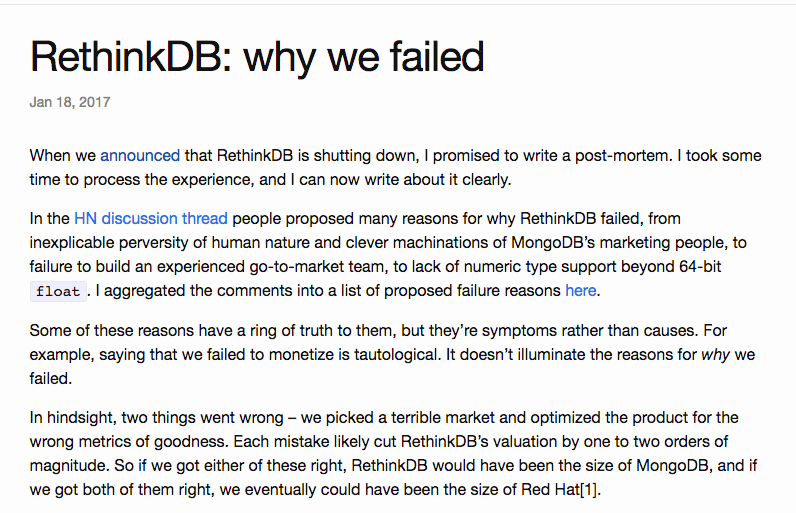 RethinkDB: why we failed
Jan 18, 2017
When we announced that RethinkDB is shutting down, I promised to write a post-mortem. I took some
time to process the experience, and I can now write about it clearly.
In the HN discussion thread people proposed many reasons for why RethinkDB failed, from
inexplicable perversity of human nature and clever machinations of MongoDB’s marketing people, to
failure to build an experienced go-to-market team, to lack of numeric type support beyond 64-bit
float. I aggregated the comments into a list of proposed failure reasons here.
Some of these reasons have a ring of truth to them, but they’re symptoms rather than causes. For
example, saying that we failed to monetize is tautological. It doesn’t illuminate the reasons for why we
failed.
In hindsight, two things went wrong – we picked a terrible market and optimized the product for the
wrong metrics of goodness. Each mistake likely cut RethinkDB’s valuation by one to two orders of
magnitude. So if we got either of these right, RethinkDB would have been the size of MongoDB, and if
we got both of them right, we eventually could have been the size of Red Hat[1].